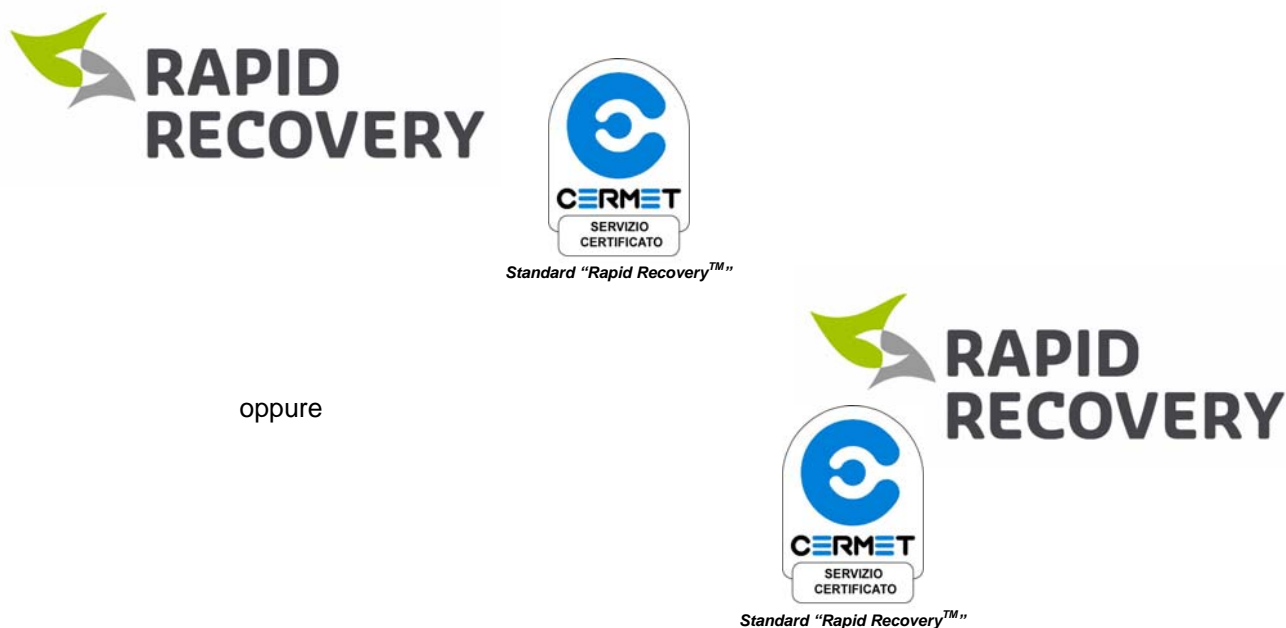 RAPID
RECOVERY
CERMET
SERVIZIO
CERTIFICATO
Standard “Rapid Recovery™”
oppure
RAPID
RECOVERY
CERMET
SERVIZIO
CERTIFICATO
Standard “Rapid Recovery™”